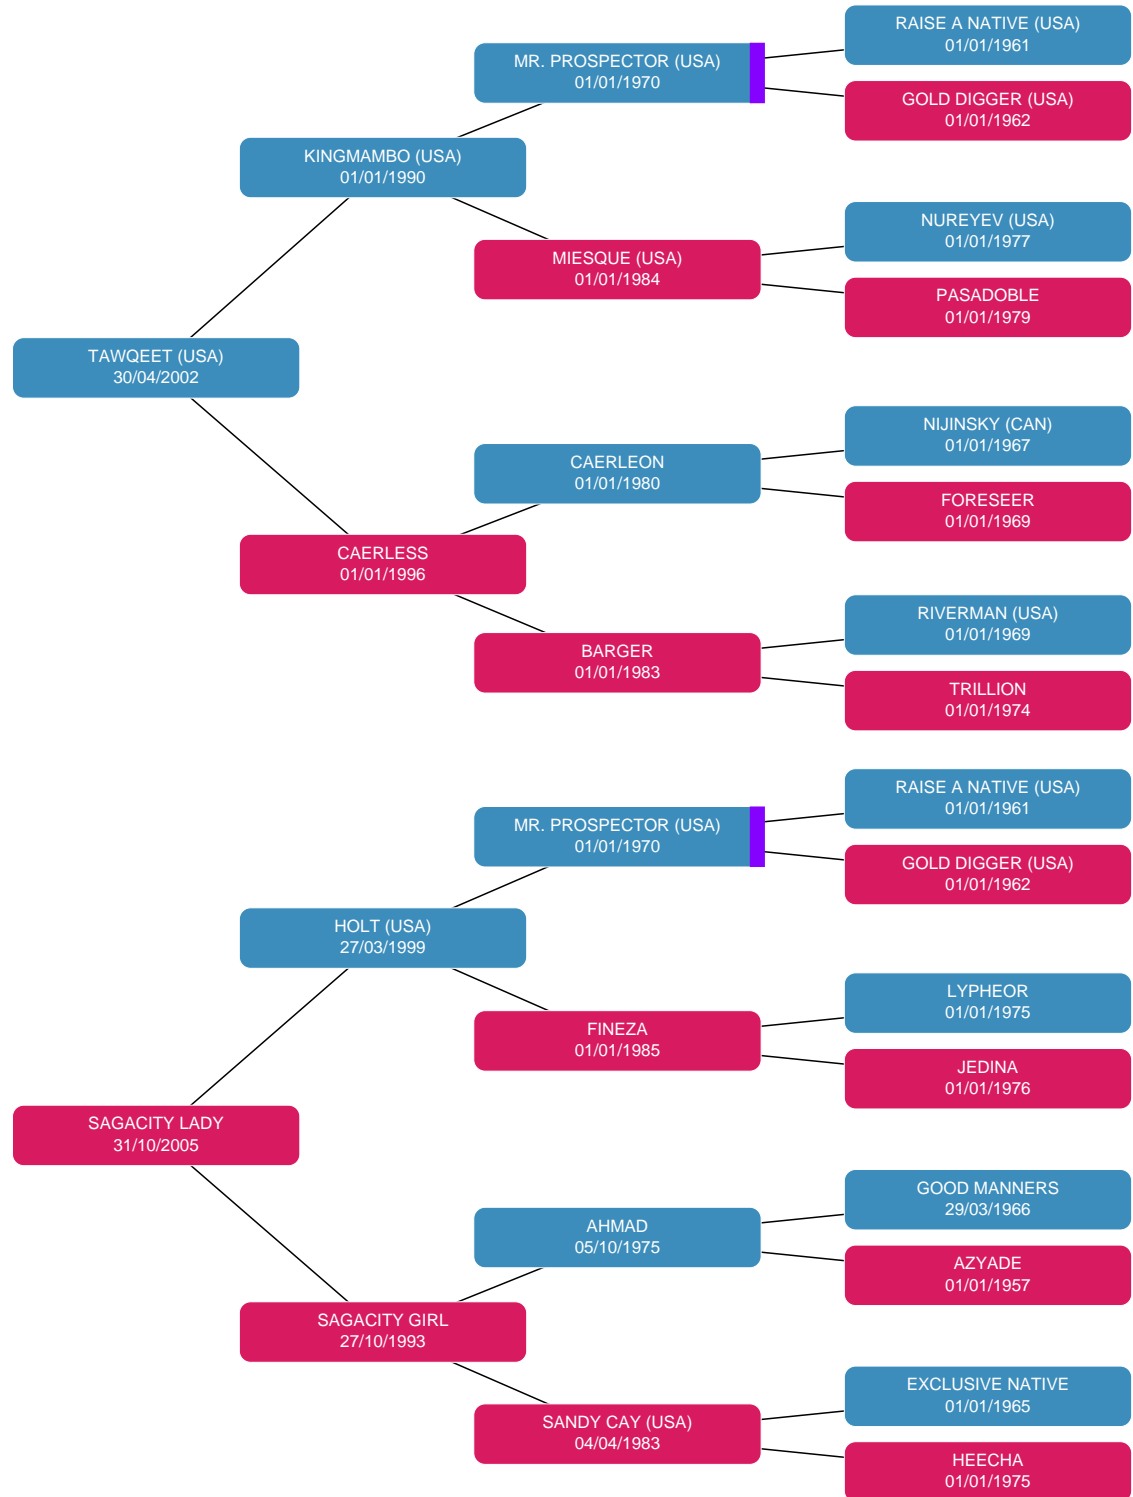 RAISE A NATIVE (USA)
01/01/1961
MR. PROSPECTOR (USA)
01/01/1970
GOLD DIGGER (USA)
01/01/1962
KINGMAMBO (USA)
01/01/1990
NUREYEV (USA)
01/01/1977
MIESQUE (USA)
01/01/1984
PASADOBLE
01/01/1979
TAWQEET (USA)
30/04/2002
NIJINSKY (CAN)
01/01/1967
CAERLEON
01/01/1980
FORESEER
01/01/1969
CAERLESS
01/01/1996
RIVERMAN (USA)
01/01/1969
BARGER
01/01/1983
TRILLION
01/01/1974
RAISE A NATIVE (USA)
01/01/1961
MR. PROSPECTOR (USA)
01/01/1970
GOLD DIGGER (USA)
01/01/1962
HOLT (USA)
27/03/1999
LYPHEOR
01/01/1975
FINEZA
01/01/1985
JEDINA
01/01/1976
SAGACITY LADY
31/10/2005
GOOD MANNERS
29/03/1966
AHMAD
05/10/1975
AZYADE
01/01/1957
SAGACITY GIRL
27/10/1993
EXCLUSIVE NATIVE
01/01/1965
SANDY CAY (USA)
04/04/1983
HEECHA
01/01/1975